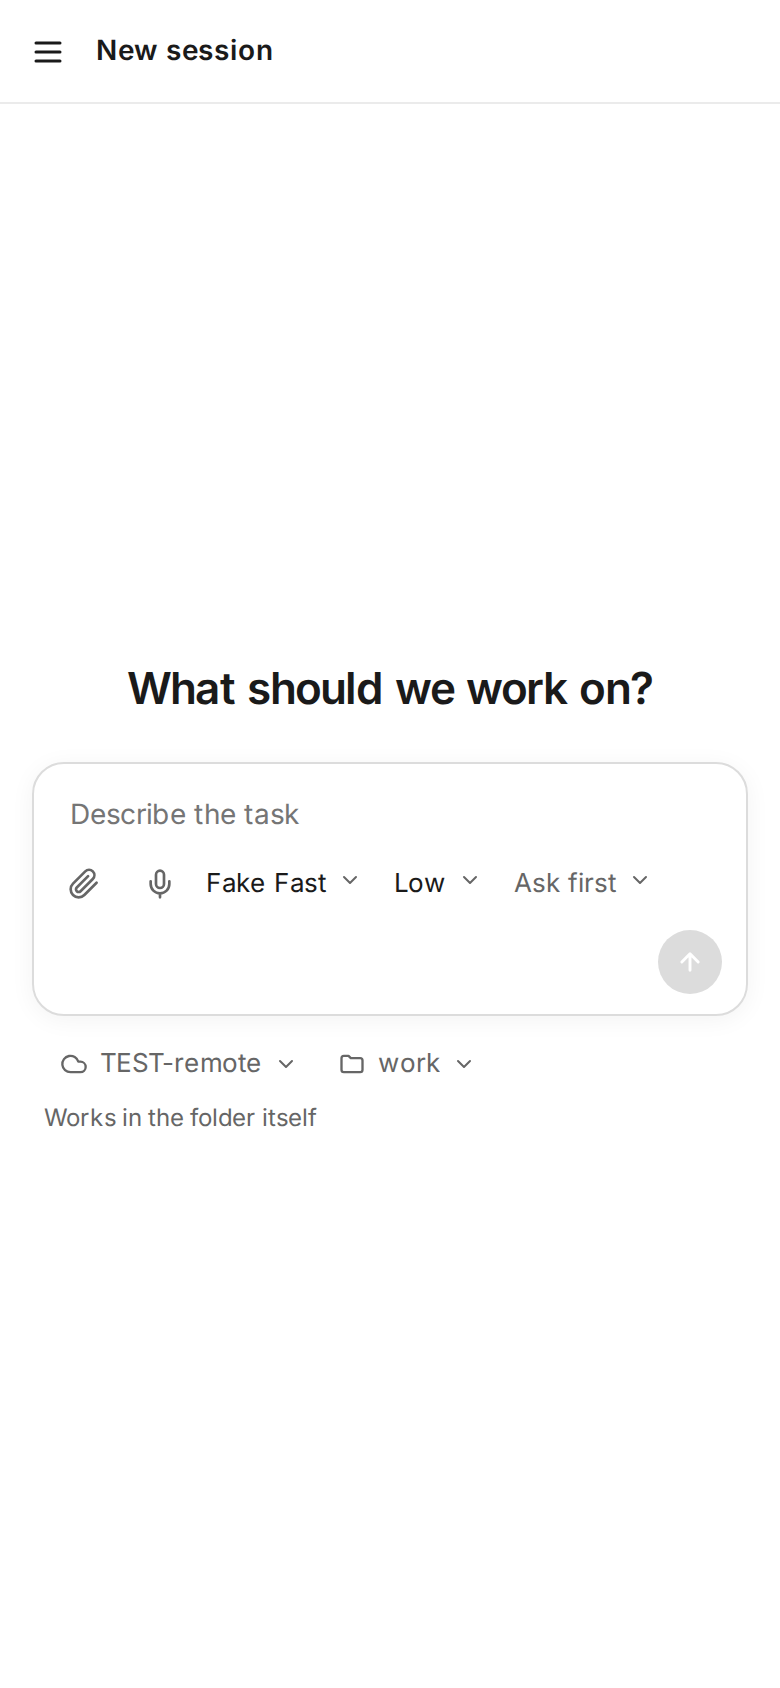 New session
What should we work on?
Describe the task
Fake Fast Low Ask first
TEST-remote work
Works in the folder itself